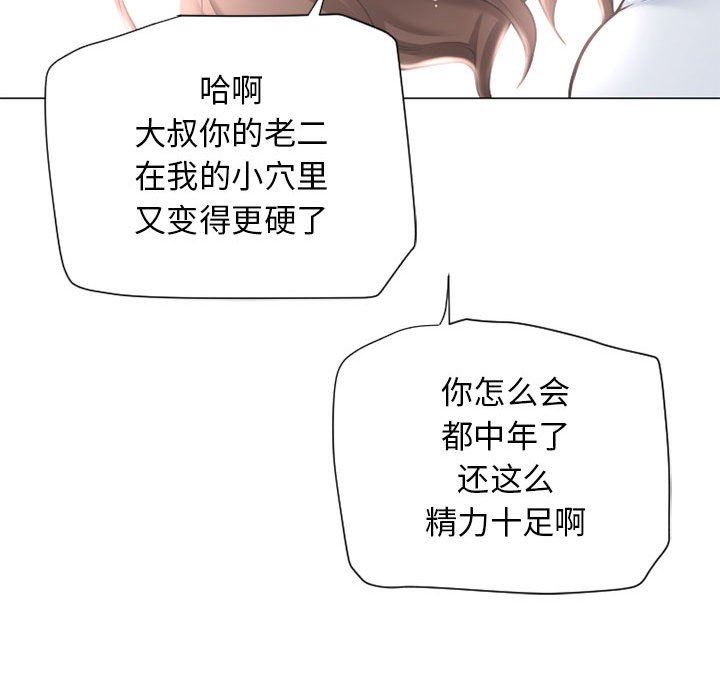 哈啊
大叔你的老二
在我的小穴里
又变得更硬了
你怎么会
都中年了
还这么
精力十足啊